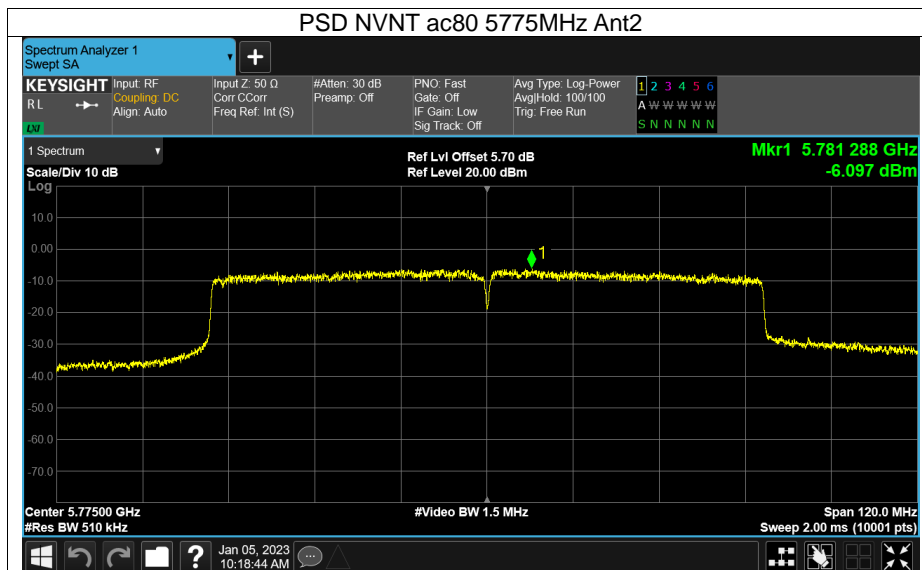 PSD NVNT ac80 5775MHz Ant2
Spectrum Analyzer 1
Swept SA
+
KEYSIGHT
R L
LXI
Input: RF
Coupling: DC
Align: Auto
Input Z: 50 Ω
Corr CCorr
Freq Ref: Int (S)
#Atten: 30 dB
Preamp: Off
PNO: Fast
Gate: Off
IF Gain: Low
Sig Track: Off
Avg Type: Log-Power
Avg|Hold: 100/100
Trig: Free Run
1 2 3 4 5 6
A W W W W W
S N N N N N
1 Spectrum
Scale/Div 10 dB
Ref Lvl Offset 5.70 dB
Ref Level 20.00 dBm
Mkr1 5.781 288 GHz
-6.097 dBm
Log
10.0
0.00
-10.0
-20.0
-30.0
-40.0
-50.0
-60.0
-70.0
1
Center 5.77500 GHz
#Res BW 510 kHz
#Video BW 1.5 MHz
Span 120.0 MHz
Sweep 2.00 ms (10001 pts)
?
Jan 05, 2023
10:18:44 AM